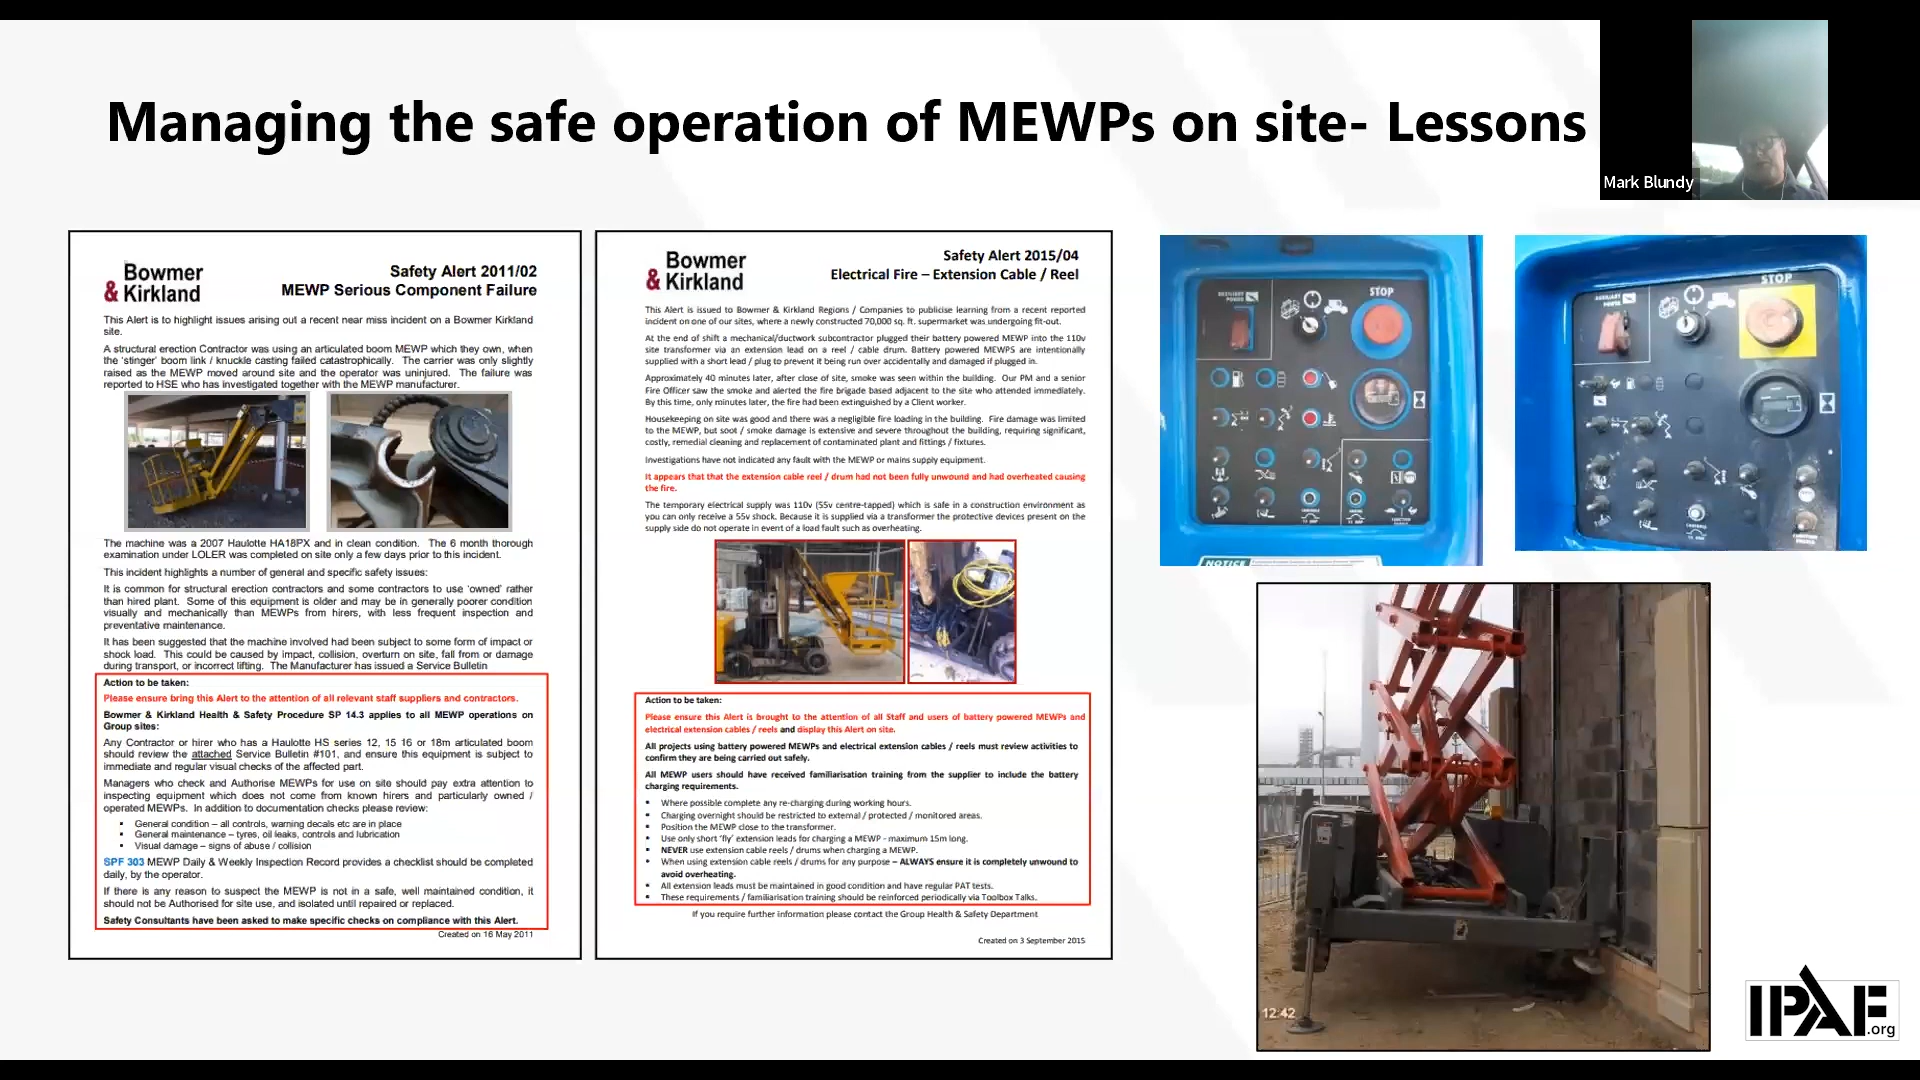 Managing the safe operation of MEWPs on site- Lessons
Mark Blundy
Bowmer
& Kirkland
Safety Alert 2011/02
MEWP Serious Component Failure
This Alert is to highlight issues arising out a recent near miss incident on a Bowmer Kirkland
site.
A structural erection Contractor was using an articulated boom MEWP which they own, when
the 'stinger' boom link / knuckle casting failed catastrophically. The carrier was only slightly
raised as the MEWP moved around site and the operator was uninjured. The failure was
reported to HSE who has investigated together with the MEWP manufacturer.
The machine was a 2007 Haulotte HA18PX and in clean condition. The 6 month thorough
examination under LOLER was completed on site only a few days prior to this incident.
This incident highlights a number of general and specific safety issues:
It is common for structural erection contractors and some contractors to use 'owned' rather
than hired plant. Some of this equipment is older and may be in generally poorer condition
visually and mechanically than MEWPs from hirers, with less frequent inspection and
preventative maintenance.
It has been suggested that the machine involved had been subject to some form of impact or
shock load. This could be caused by impact, collision, overturn on site, fall from or damage
during transport, or incorrect lifting. The Manufacturer has issued a Service Bulletin
Action to be taken:
Please ensure bring this Alert to the attention of all relevant staff suppliers and contractors.
Bowmer & Kirkland Health & Safety Procedure SP 14.3 applies to all MEWP operations on
Group sites:
Any Contractor or hirer who has a Haulotte HS series 12, 15 16 or 18m articulated boom
should review the attached Service Bulletin #101, and ensure this equipment is subject to
immediate and regular visual checks of the affected part.
Managers who check and Authorise MEWPs for use on site should pay extra attention to
inspecting equipment which does not come from known hirers and particularly owned /
operated MEWPs. In addition to documentation checks please review:
▪ General condition – all controls, warning decals etc are in place
▪ General maintenance – tyres, oil leaks, controls and lubrication
▪ Visual damage – signs of abuse / collision
SPF 303 MEWP Daily & Weekly Inspection Record provides a checklist should be completed
daily, by the operator.
If there is any reason to suspect the MEWP is not in a safe, well maintained condition, it
should not be Authorised for site use, and isolated until repaired or replaced.
Safety Consultants have been asked to make specific checks on compliance with this Alert.
Created on 16 May 2011
Bowmer
& Kirkland
Safety Alert 2015/04
Electrical Fire – Extension Cable / Reel
This Alert is issued to Bowmer & Kirkland Regions / Companies to publicise learning from a recent reported
incident on one of our sites, where a newly constructed 70,000 sq. ft. supermarket was undergoing fit-out.
At the end of shift a mechanical/ductwork subcontractor plugged their battery powered MEWP into the 110v
site transformer via an extension lead on a reel / cable drum. Battery powered MEWPS are intentionally
supplied with a short lead / plug to prevent it being run over accidentally and damaged if plugged in.
Approximately 40 minutes later, after close of site, smoke was seen within the building. Our PM and a senior
Fire Officer saw the smoke and alerted the fire brigade based adjacent to the site who attended immediately.
By this time, only minutes later, the fire had been extinguished by a Client worker.
Housekeeping on site was good and there was a negligible fire loading in the building. Fire damage was limited
to the MEWP, but soot / smoke damage is extensive and severe throughout the building, requiring significant,
costly, remedial cleaning and replacement of contaminated plant and fittings / fixtures.
Investigations have not indicated any fault with the MEWP or mains supply equipment.
It appears that that the extension cable reel / drum had not been fully unwound and had overheated causing
the fire.
The temporary electrical supply was 110v (55v centre-tapped) which is safe in a construction environment as
you can only receive a 55v shock. Because it is supplied via a transformer the protective devices present on the
supply side do not operate in event of a load fault such as overheating.
Action to be taken:
Please ensure this Alert is brought to the attention of all Staff and users of battery powered MEWPs and
electrical extension cables / reels and display this Alert on site.
All projects using battery powered MEWPs and electrical extension cables / reels must review activities to
confirm they are being carried out safely.
All MEWP users should have received familiarisation training from the supplier to include the battery
charging requirements.
▪ Where possible complete any re-charging during working hours.
▪ Charging overnight should be restricted to external / protected / monitored areas.
▪ Position the MEWP close to the transformer.
▪ Use only short 'fly' extension leads for charging a MEWP - maximum 15m long.
▪ NEVER use extension cable reels / drums when charging a MEWP.
▪ When using extension cable reels / drums for any purpose – ALWAYS ensure it is completely unwound to
avoid overheating.
▪ All extension leads must be maintained in good condition and have regular PAT tests.
▪ These requirements / familiarisation training should be reinforced periodically via Toolbox Talks.
If you require further information please contact the Group Health & Safety Department
Created on 3 September 2015
AUXILIARY
POWER
STOP
NOTICE
AUXILIARY
POWER
STOP
12:42
IPAF
.org